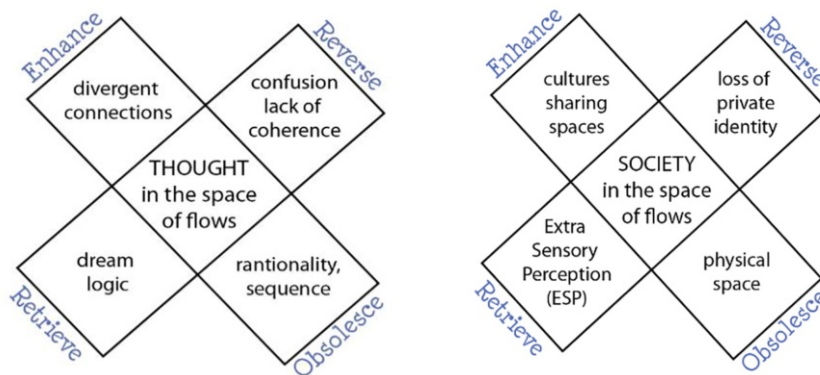 Enhance
divergent
connections
Reverse
confusion
lack of
coherence
THOUGHT
in the space
of flows
Retrieve
dream
logic
Obsolesce
rantionality,
sequence
Enhance
cultures
sharing
spaces
Reverse
loss of
private
identity
SOCIETY
in the space
of flows
Retrieve
Extra
Sensory
Perception
(ESP)
Obsolesce
physical
space